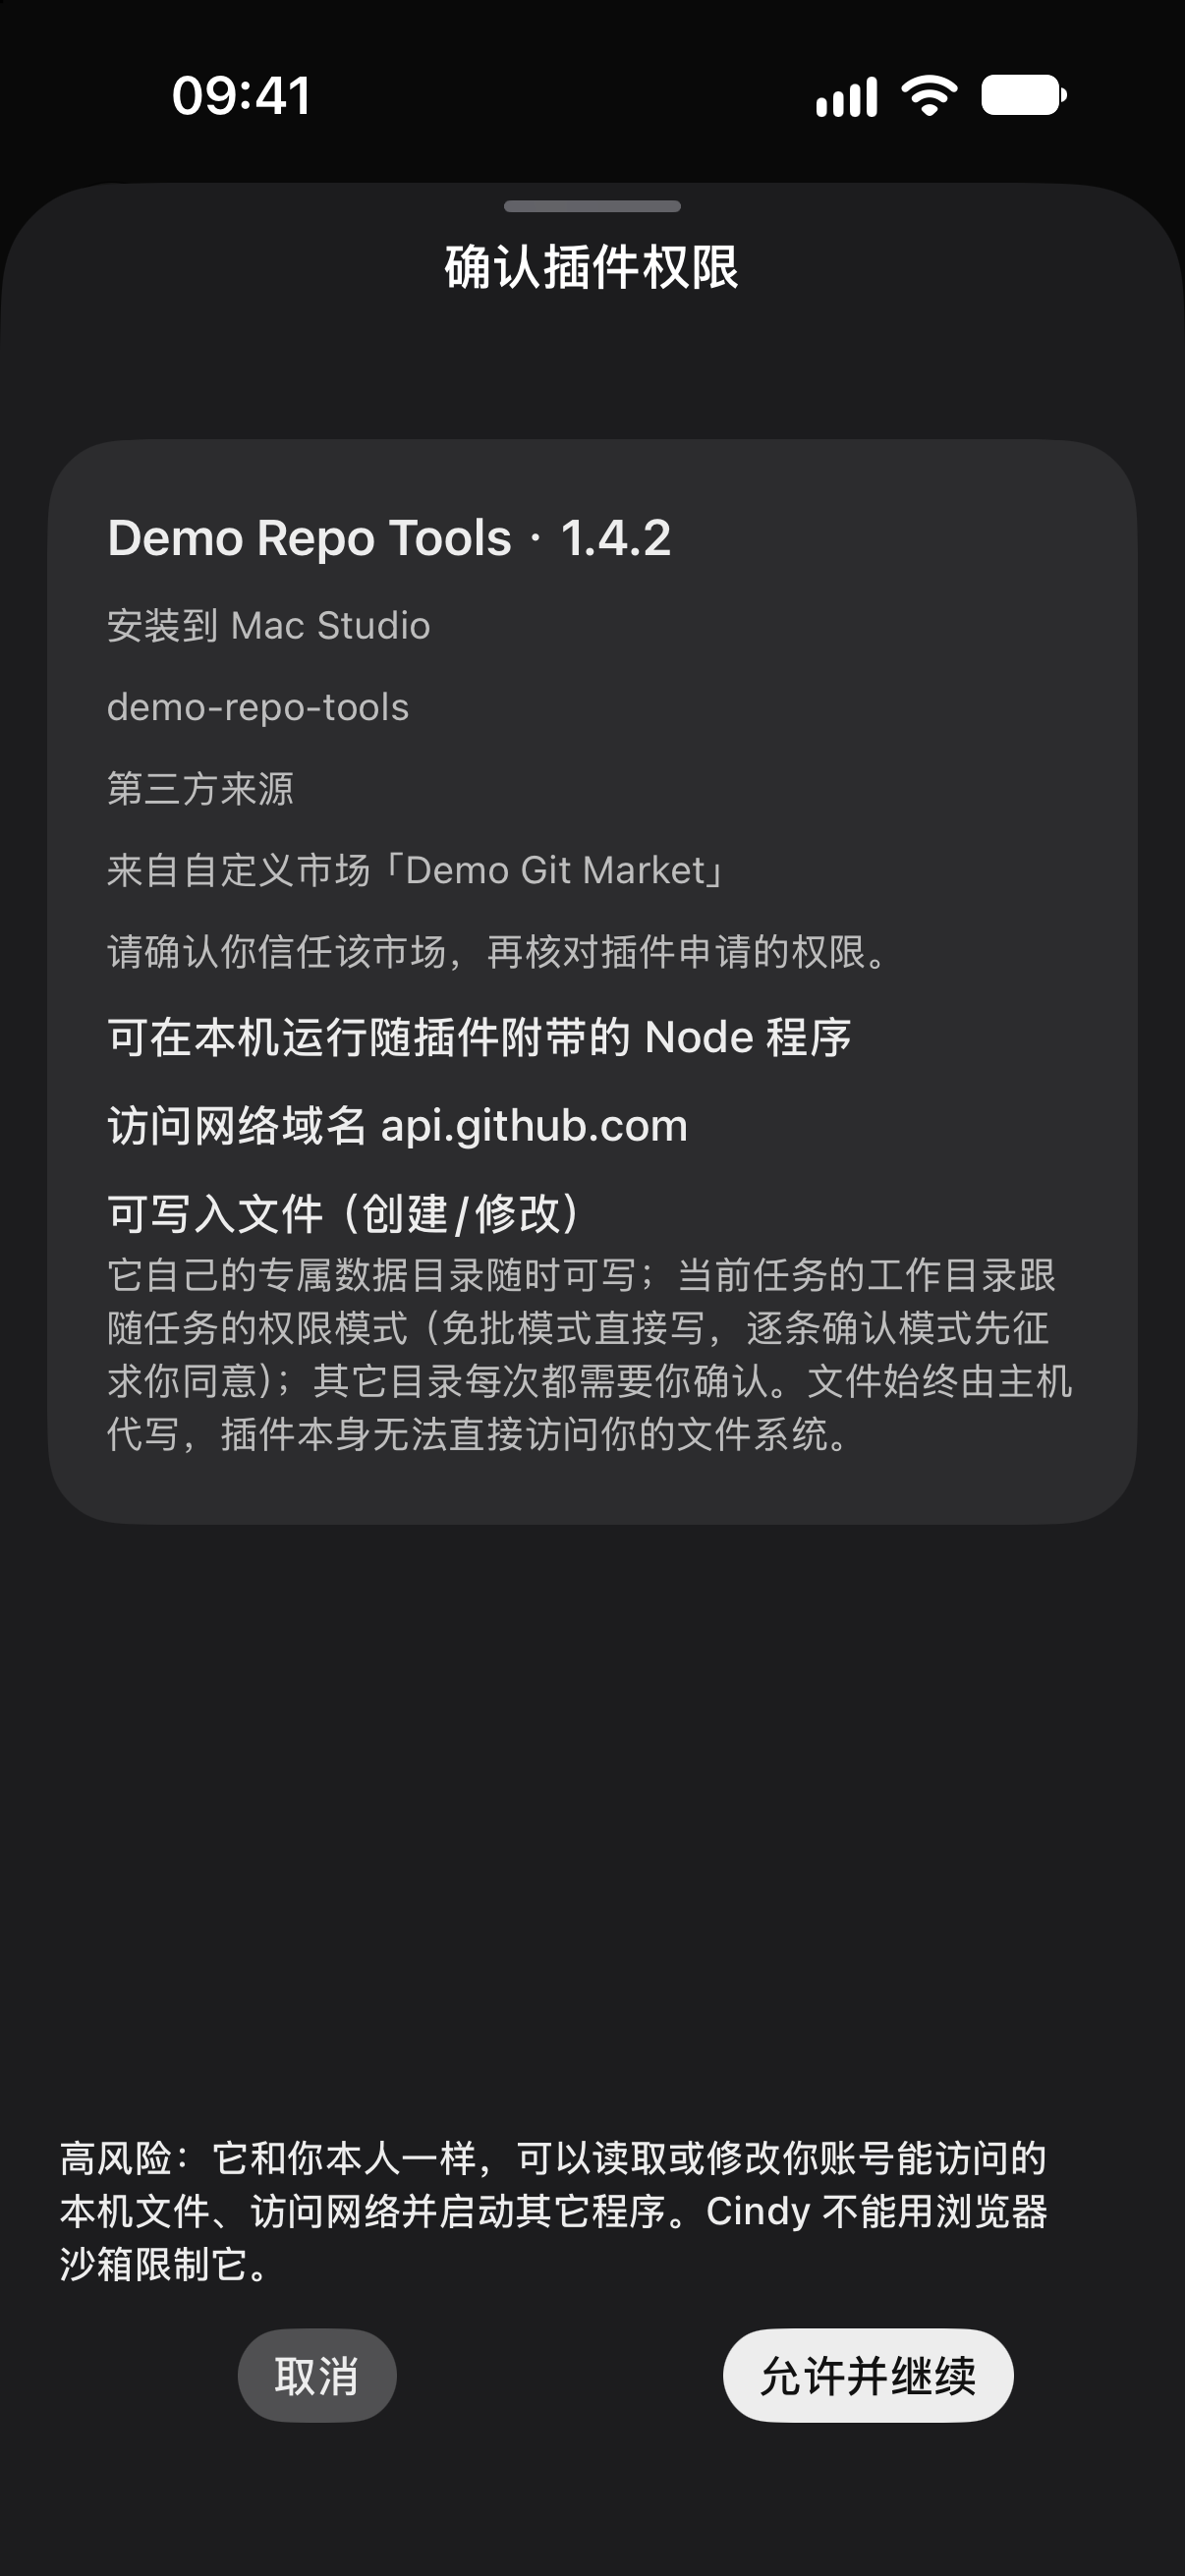 09:41
确认插件权限
Demo Repo Tools · 1.4.2
安装到 Mac Studio
demo-repo-tools
第三方来源
来自自定义市场「Demo Git Market」
请确认你信任该市场，再核对插件申请的权限。
可在本机运行随插件附带的 Node 程序
访问网络域名 api.github.com
可写入文件（创建/修改）
它自己的专属数据目录随时可写；当前任务的工作目录跟
随任务的权限模式（免批模式直接写，逐条确认模式先征
求你同意）；其它目录每次都需要你确认。文件始终由主机
代写，插件本身无法直接访问你的文件系统。
高风险：它和你本人一样，可以读取或修改你账号能访问的
本机文件、访问网络并启动其它程序。Cindy 不能用浏览器
沙箱限制它。
取消
允许并继续